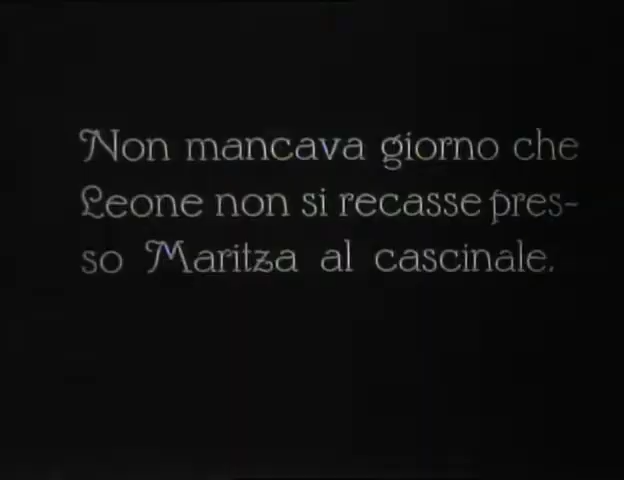 Non mancava giorno che
Leone non si recasse pres-
so Maritza al cascinale.